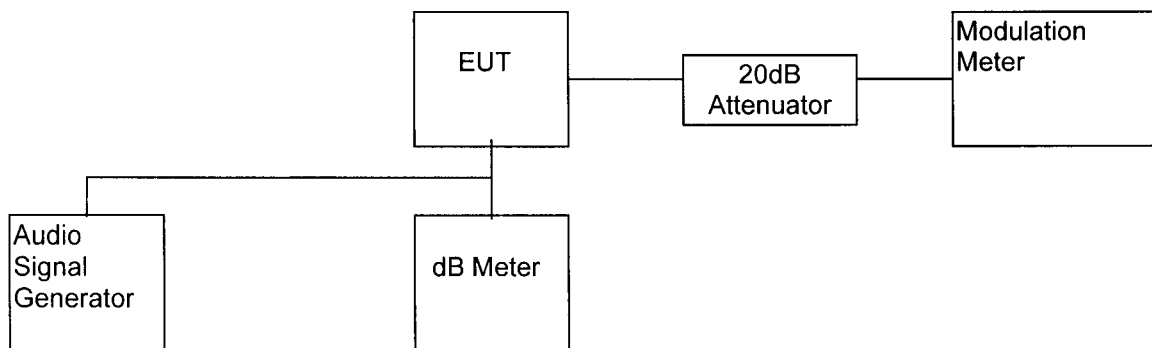 EUT
20dB
Attenuator
Modulation
Meter
Audio
Signal
Generator
dB Meter